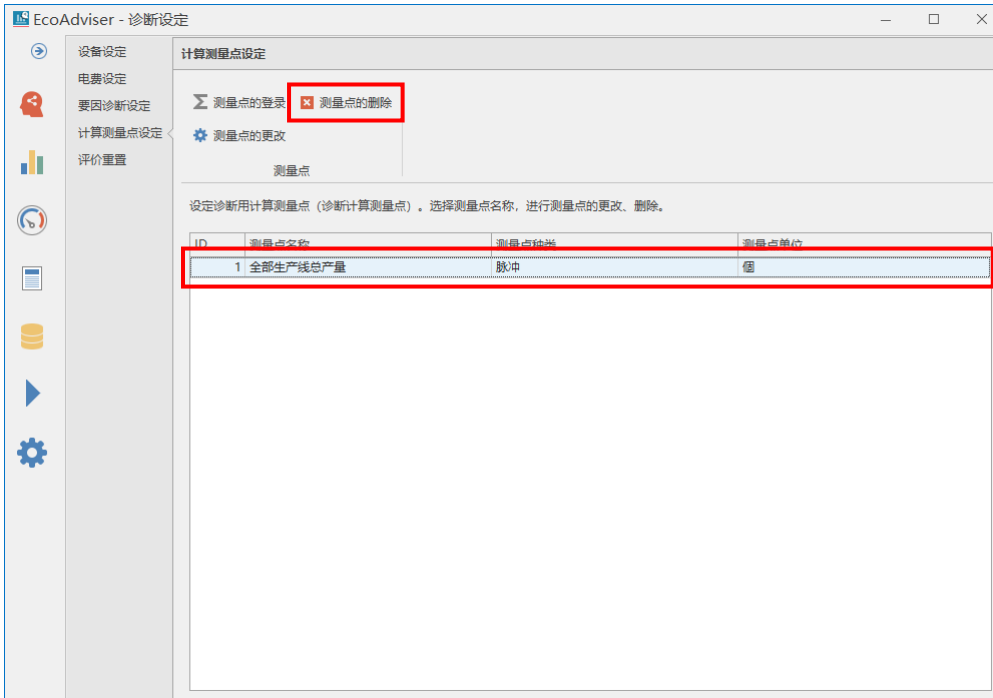 EcoAdviser - 诊断设定
设备设定
电费设定
要因诊断设定
计算测量点设定
评价重置
计算测量点设定
测量点的登录
测量点的删除
测量点的更改
测量点
设定诊断用计算测量点（诊断计算测量点）。选择测量点名称，进行测量点的更改、删除。
ID 测量点名称 测量点种类 测量点单位
1 全部生产线总产量 脉冲 個